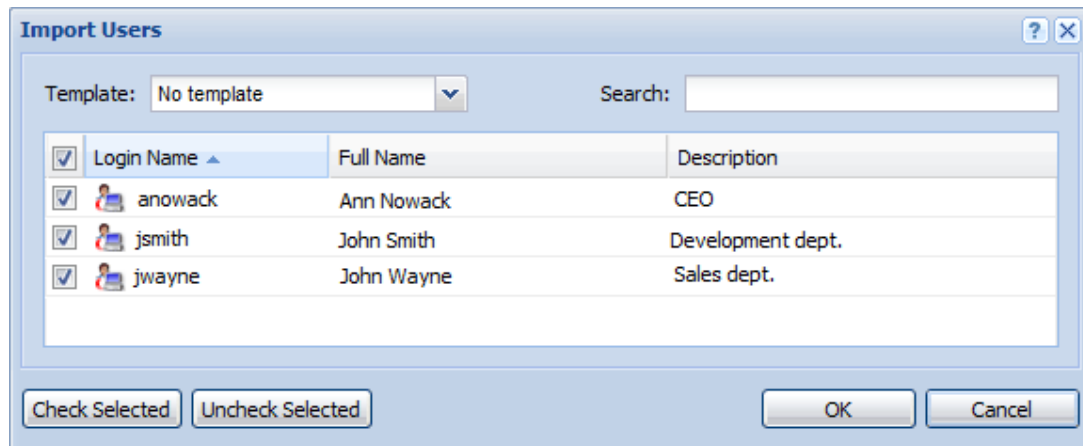 Import Users
?
Template: No template Search:
Login Name Full Name Description
anowack Ann Nowack CEO
jsmith John Smith Development dept.
jwayne John Wayne Sales dept.
Check Selected Uncheck Selected OK Cancel